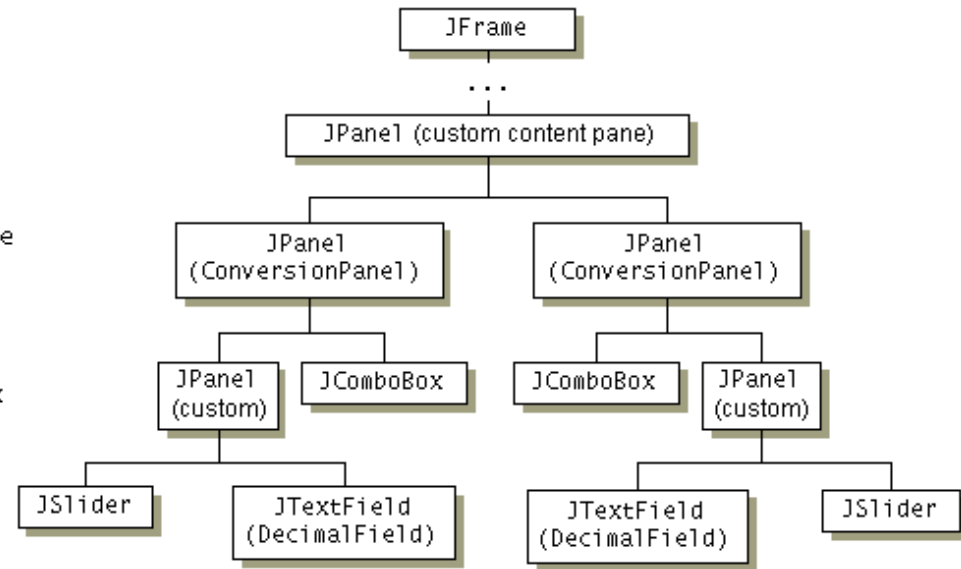 JFrame
...
JPanel (custom content pane)
e
JPanel
(ConversionPanel)
JPanel
(ConversionPanel)
JPanel
(custom)
JComboBox
JComboBox
JPanel
(custom)
JSlider
JTextField
(DecimalField)
JTextField
(DecimalField)
JSlider